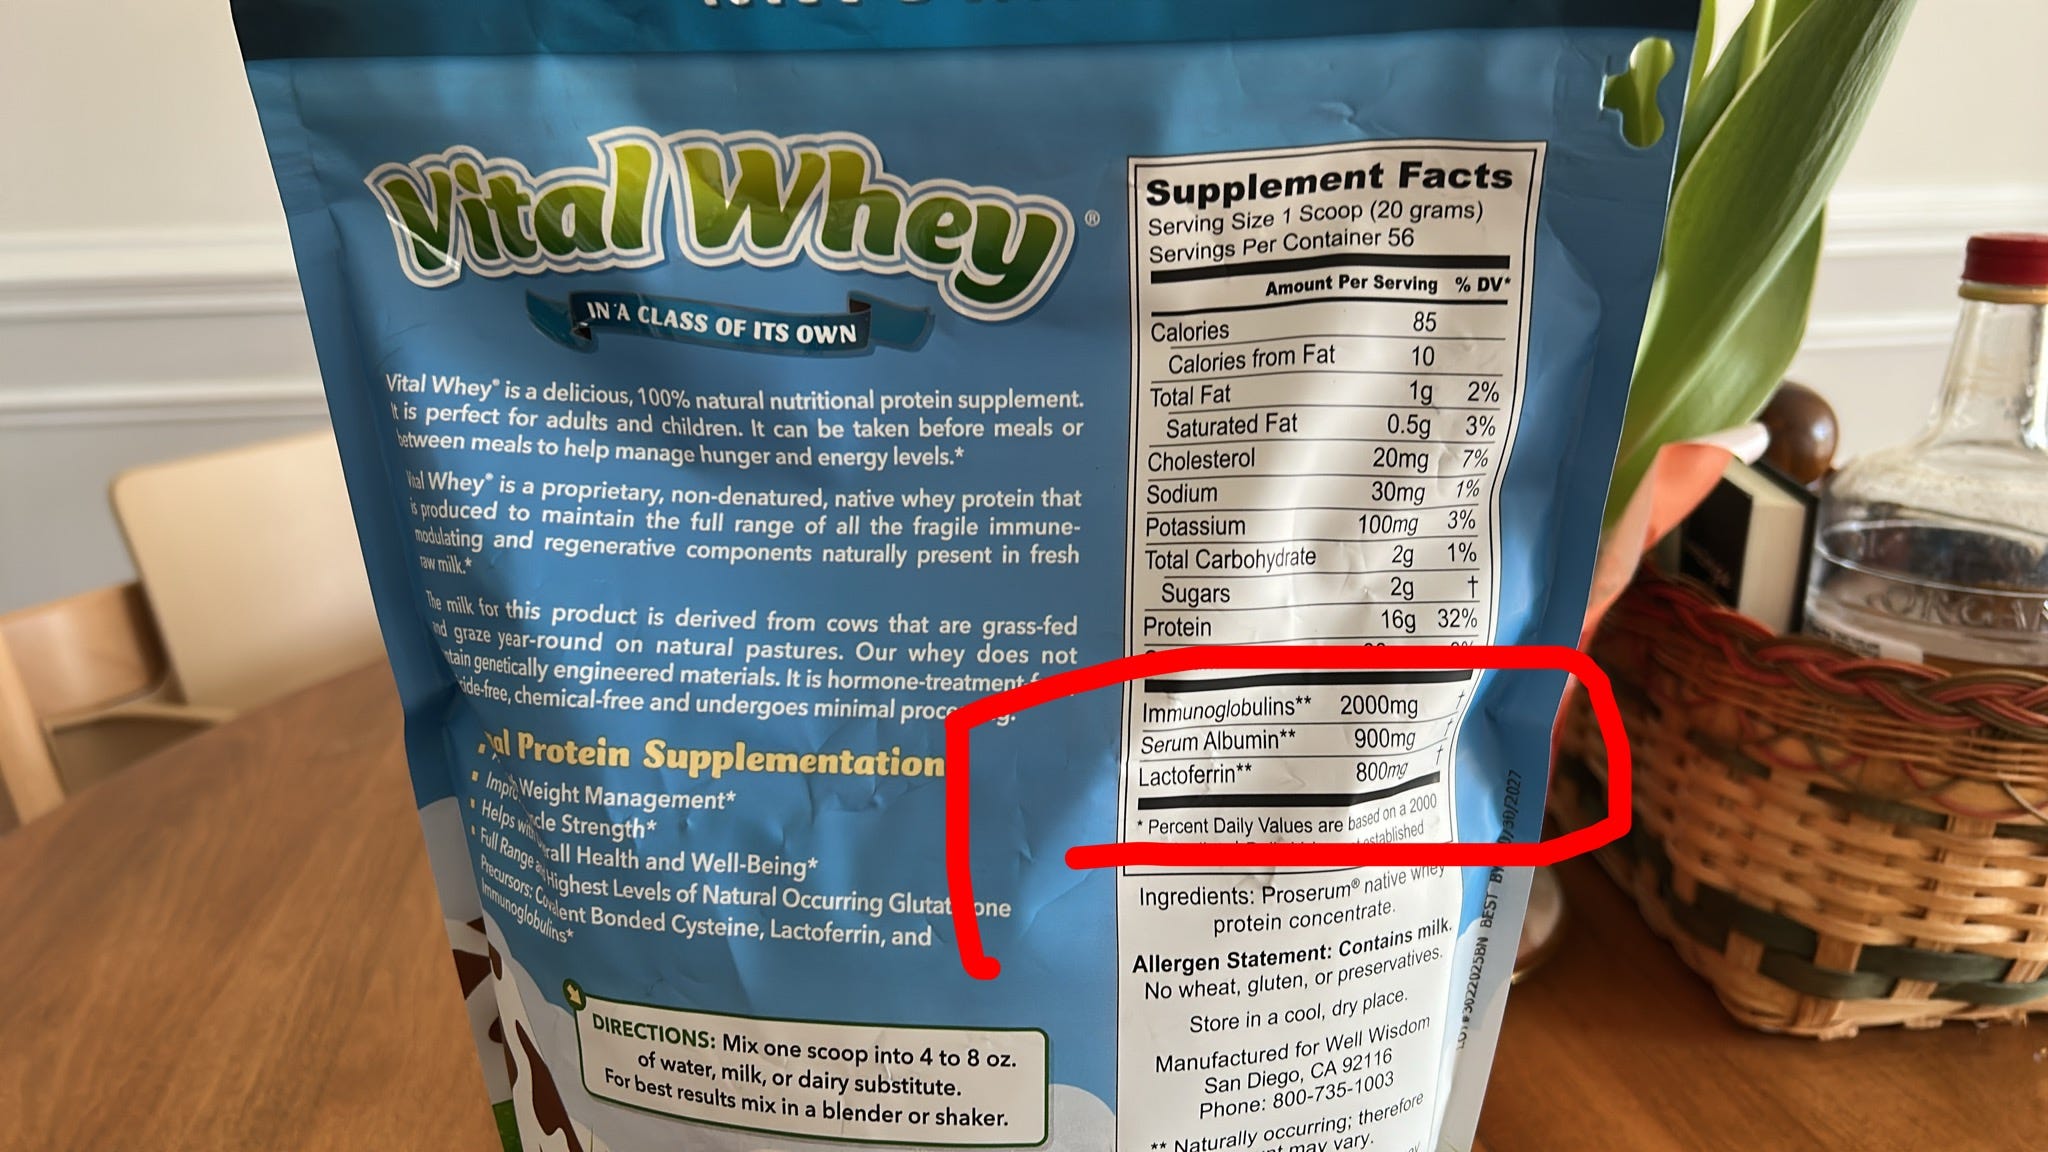 Vital Whey®
IN A CLASS OF ITS OWN
Vital Whey® is a delicious, 100% natural nutritional protein supplement.
It is perfect for adults and children. It can be taken before meals or
between meals to help manage hunger and energy levels.*
Vital Whey® is a proprietary, non-denatured, native whey protein that
is produced to maintain the full range of all the fragile immune-
modulating and regenerative components naturally present in fresh
raw milk.*
The milk for this product is derived from cows that are grass-fed
and graze year-round on natural pastures. Our whey does not
genetically engineered materials. It is hormone-treatment
chemical-free and undergoes minimal
Protein Supplementation
Weight Management*
Strength*
Helps Health and Well-Being*
Full Range Highest Levels of Natural Occurring
Precursors: Bonded Cysteine, Lactoferrin, and
Immunoglobulins*
DIRECTIONS: Mix one scoop into 4 to 8 oz.
of water, milk, or dairy substitute.
For best results mix in a blender or shaker.
Supplement Facts
Serving Size 1 Scoop (20 grams)
Servings Per Container 56
Amount Per Serving % DV*
Calories 85
Calories from Fat 10
Total Fat 1g 2%
Saturated Fat 0.5g 3%
Cholesterol 20mg 7%
Sodium 30mg 1%
Potassium 100mg 3%
Total Carbohydrate 2g 1%
Sugars 2g †
Protein 16g 32%
Immunoglobulins** 2000mg †
Serum Albumin** 900mg †
Lactoferrin** 800mg †
* Percent Daily Values are based on a 2000
Ingredients: Proserum® native whey
protein concentrate.
Allergen Statement: Contains milk.
No wheat, gluten, or preservatives.
Store in a cool, dry place.
Manufactured for Well Wisdom
San Diego, CA 92116
Phone: 800-735-1003
** Naturally occurring; therefore
may vary.
BEST